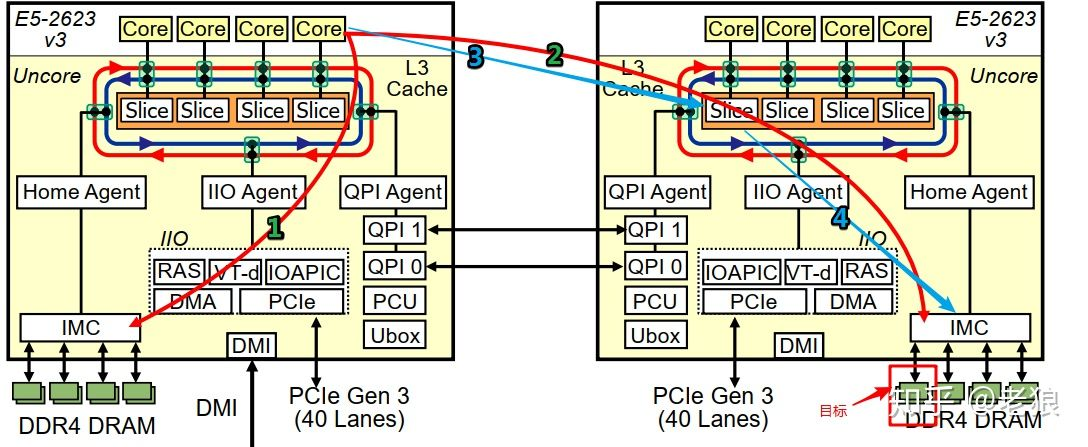 E5-2623
v3
Core
Core
Core
Core
Uncore
L3
Cache
Slice
Slice
Slice
Slice
Home Agent
IIO Agent
QPI Agent
IIO
RAS
VT-d
IOAPIC
DMA
PCIe
QPI 1
QPI 0
PCU
Ubox
IMC
DMI
DDR4 DRAM
DMI
PCIe Gen 3
(40 Lanes)
1
2
3
4
Core
Core
Core
Core
E5-2623
v3
L3
Cache
Uncore
Slice
Slice
Slice
Slice
QPI Agent
IIO Agent
Home Agent
QPI 1
QPI 0
PCU
Ubox
IIO
IOAPIC
VT-d
RAS
PCIe
DMA
IMC
DMI
PCIe Gen 3
(40 Lanes)
目标
DDR4 DRAM
知乎 @老狼